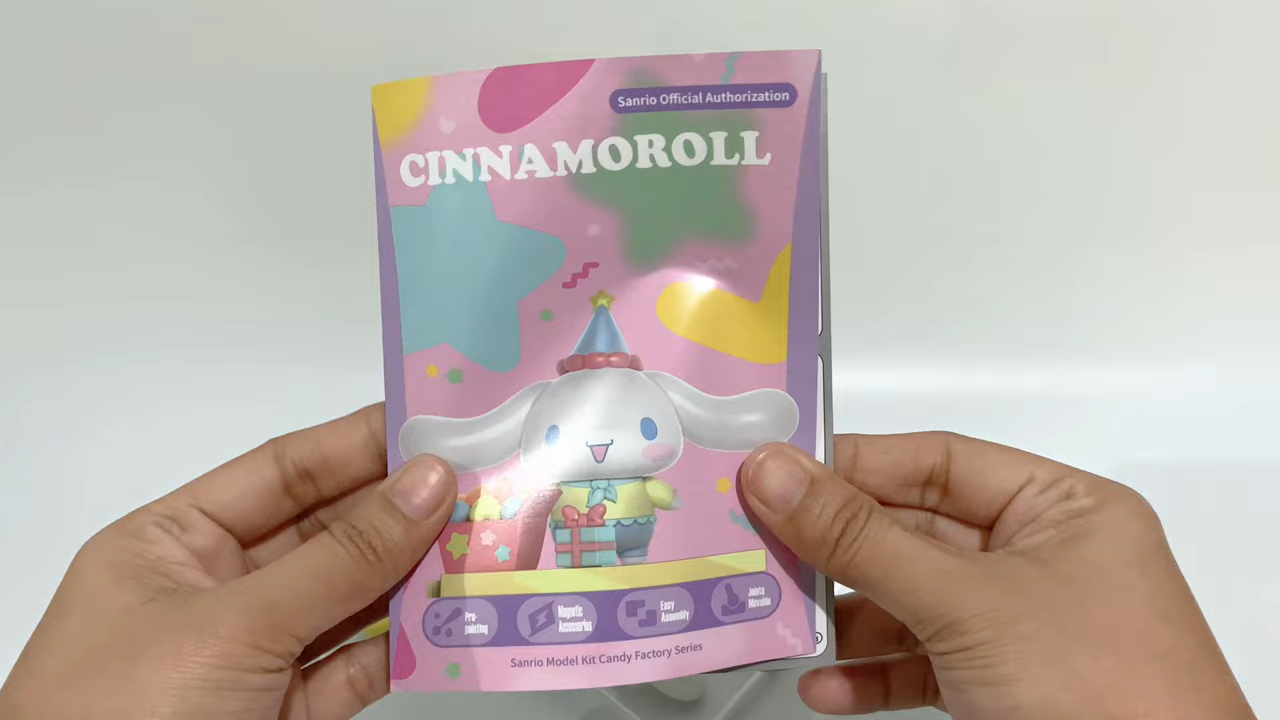 Sanrio Official Authorization
CINNAMOROLL
Pre-
painting
Magnetic
Accessories
Easy
Assembly
Joints
Movable
Sanrio Model Kit Candy Factory Series